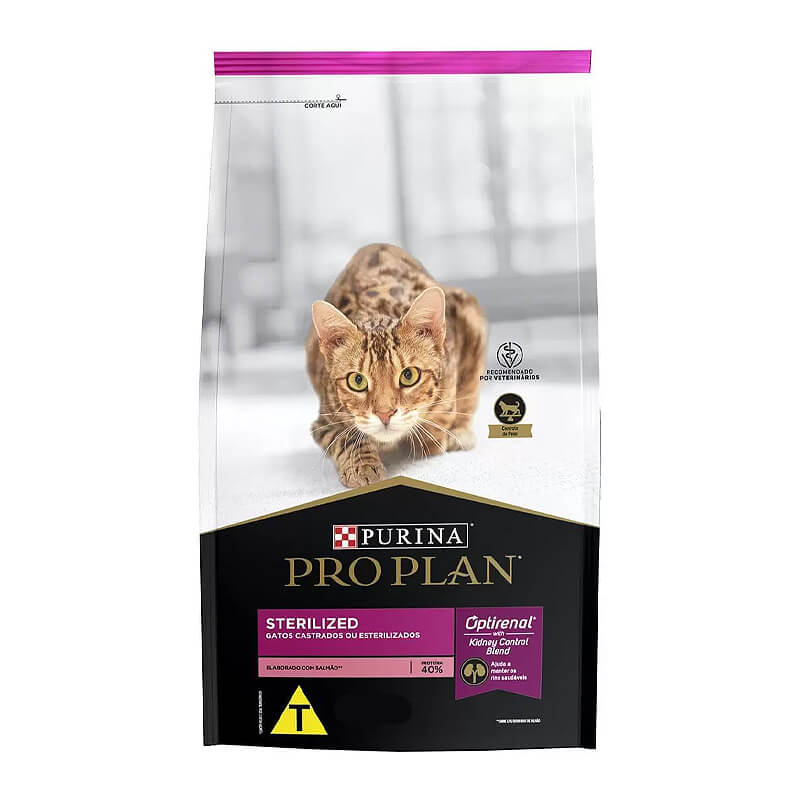 CORTE AQUI
RECOMENDADO
POR VETERINÁRIOS
Controle
de Peso
PURINA®
PRO PLAN®
STERILIZED
GATOS CASTRADOS OU ESTERILIZADOS
ELABORADO COM SALMÃO**
PROTEÍNA
40%
Optirenal®
with
Kidney Control
Blend
Ajuda a
manter os
rins saudáveis
T